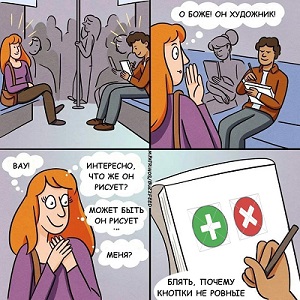 О БОЖЕ! ОН ХУДОЖНИК!
ВАУ!
ИНТЕРЕСНО,
ЧТО ЖЕ ОН
РИСУЕТ?
МОЖЕТ БЫТЬ
ОН РИСУЕТ
...
МЕНЯ?
БЛЯТЬ, ПОЧЕМУ
КНОПКИ НЕ РОВНЫЕ